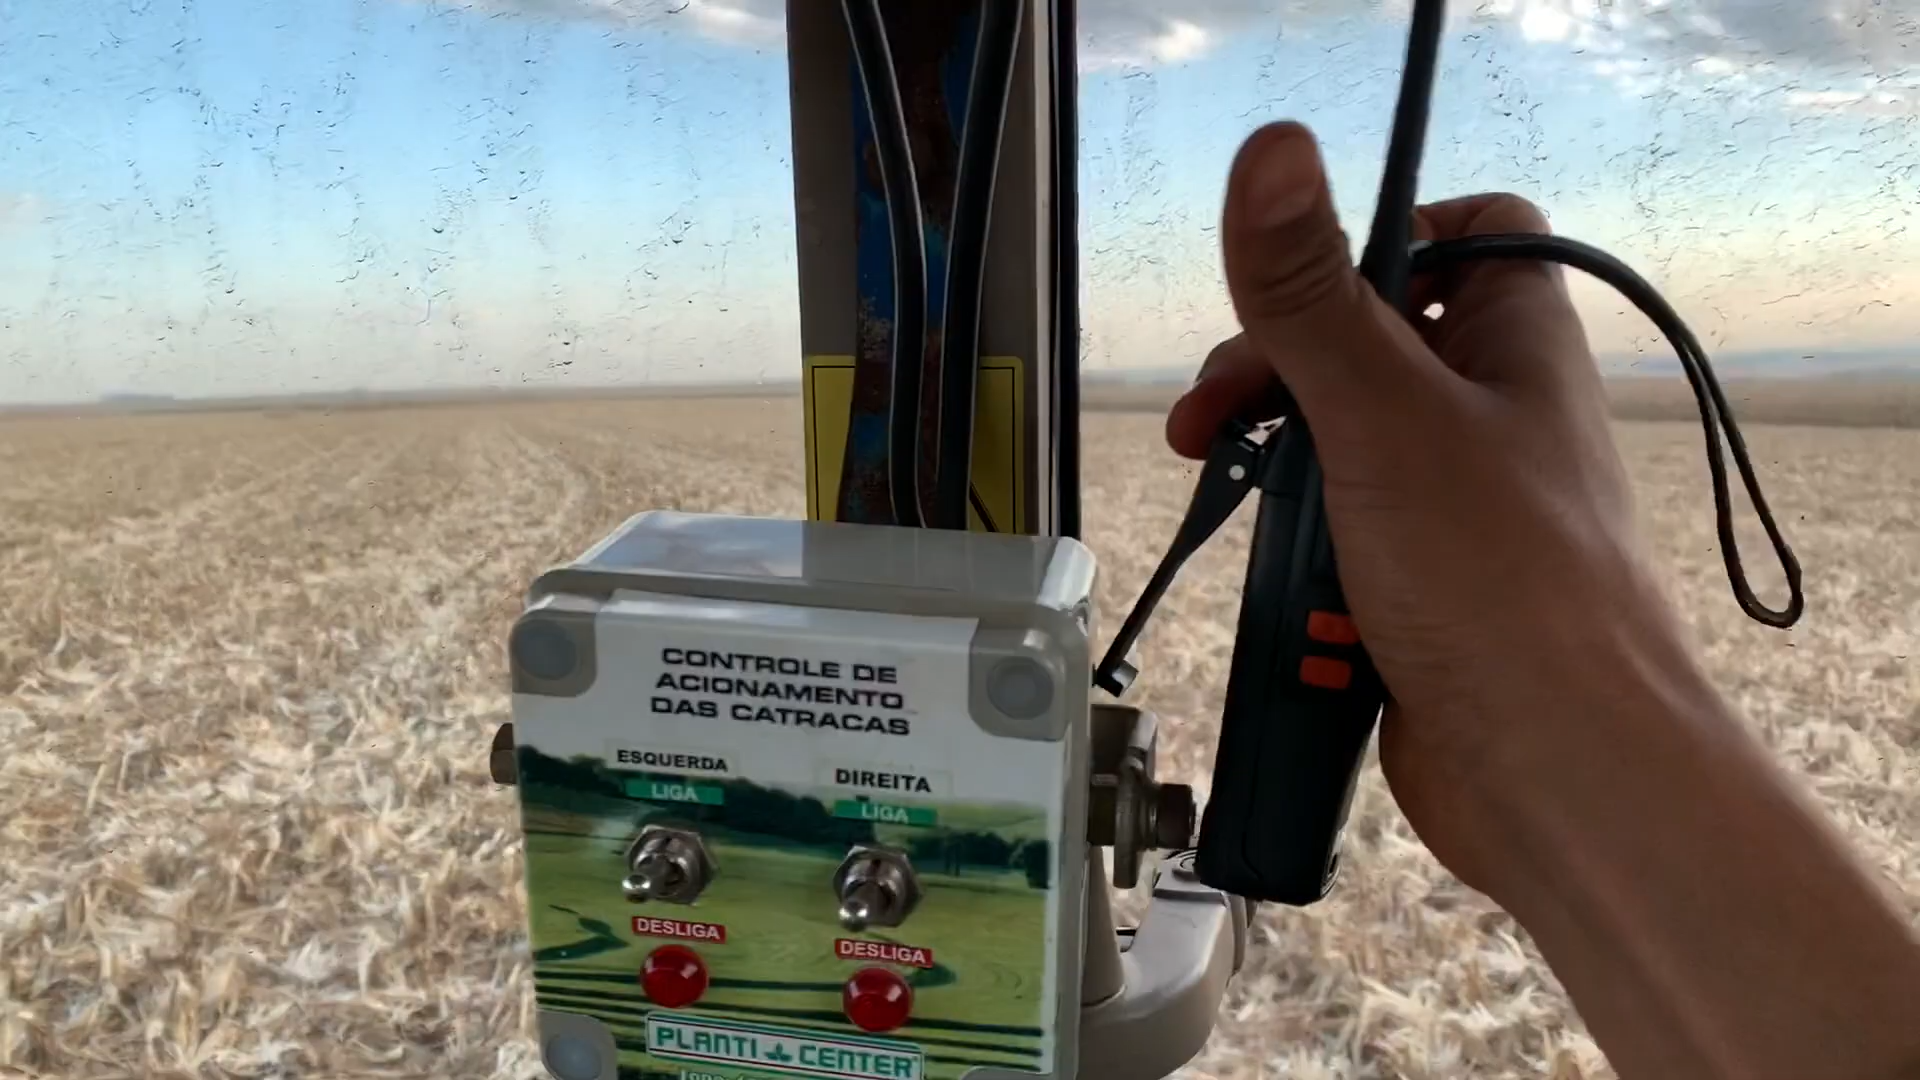 CONTROLE DE
ACIONAMENTO
DAS CATRACAS
ESQUERDA
DIREITA
LIGA
LIGA
DESLIGA
DESLIGA
PLANTI CENTER